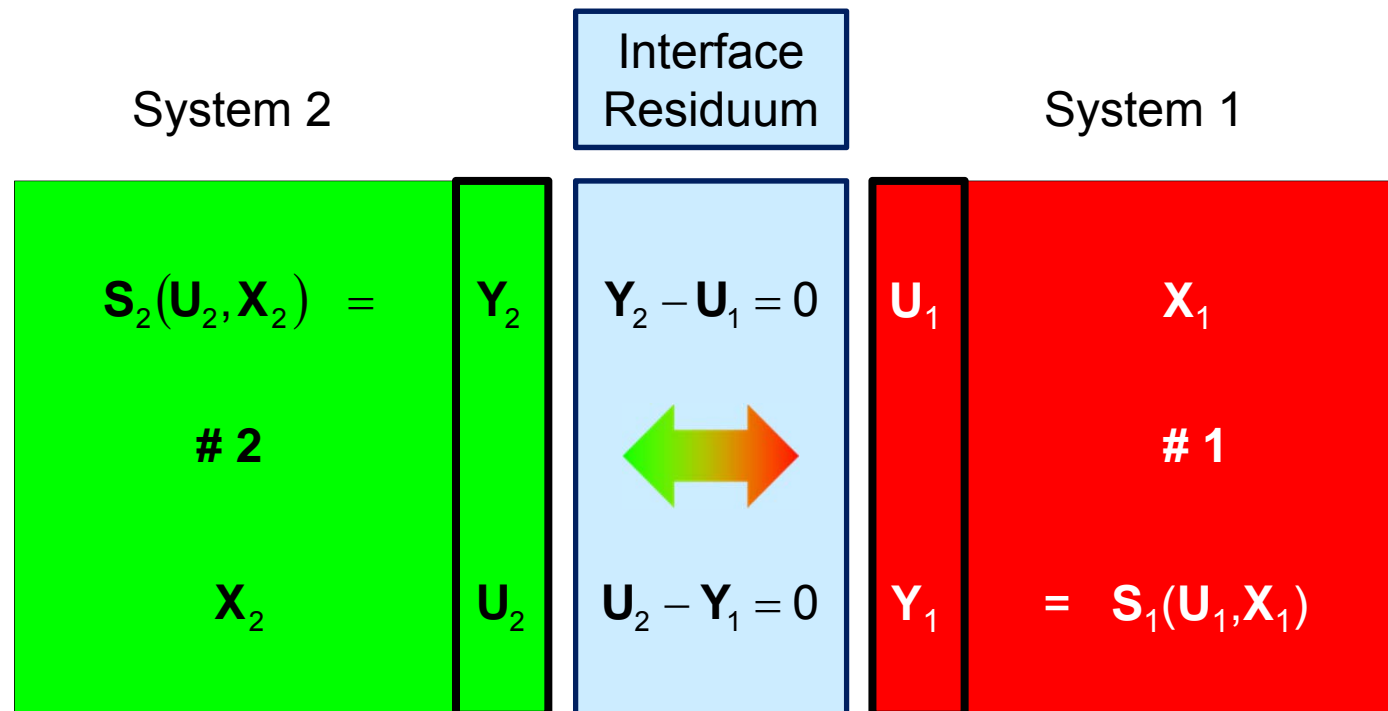 Interface
Residuum
System 2
System 1
S₂(U₂,X₂) = Y₂
Y₂ − U₁ = 0
U₁
X₁
# 2
# 1
X₂
U₂
U₂ − Y₁ = 0
Y₁ = S₁(U₁,X₁)